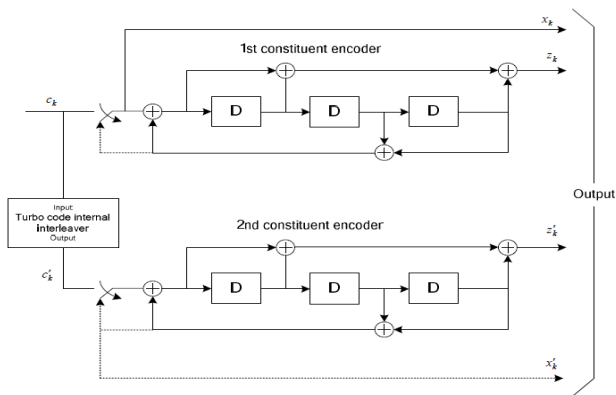 x_k
1st constituent encoder
z_k
c_k
D
D
D
Output
Input:
Turbo code internal
interleaver
Output
2nd constituent encoder
z'_k
c'_k
D
D
D
x'_k